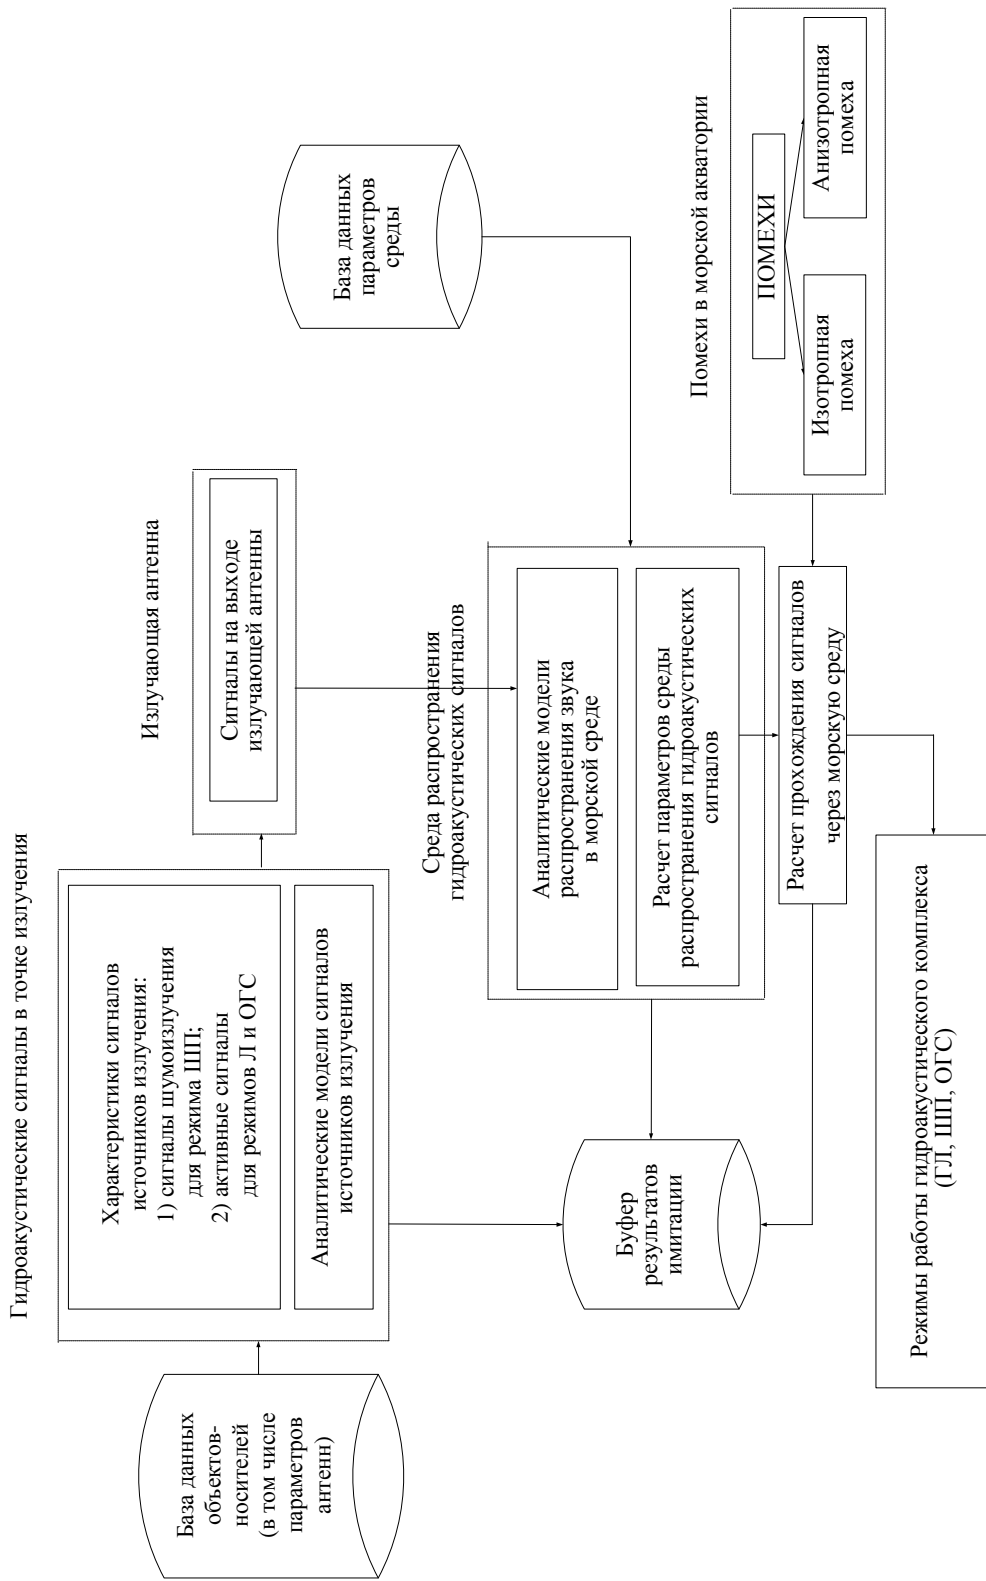 Гидроакустические сигналы в точке излучения
База данных
объектов-
носителей
(в том числе
параметров
антенн)
Характеристики сигналов
источников излучения:
1) сигналы шумоизлучения
для режима ШП;
2) активные сигналы
для режимов Л и ОГС
Аналитические модели сигналов
источников излучения
Излучающая антенна
Сигналы на выходе
излучающей антенны
База данных
параметров
среды
Среда распространения
гидроакустических сигналов
Аналитические модели
распространения звука
в морской среде
Расчет параметров среды
распространения гидроакустических
сигналов
Буфер
результатов
имитации
Помехи в морской акватории
ПОМЕХИ
Изотропная
помеха
Анизотропная
помеха
Расчет прохождения сигналов
через морскую среду
Режимы работы гидроакустического комплекса
(ГЛ, ШП, ОГС)